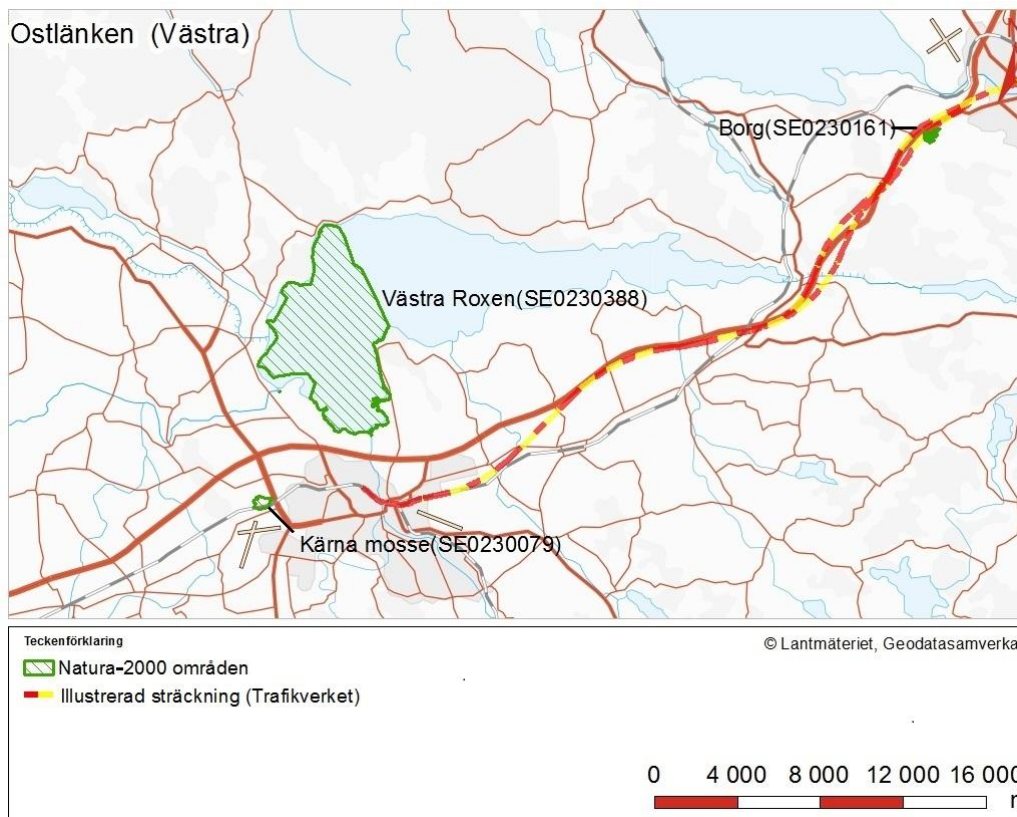 Ostlänken (Västra)
Borg(SE0230161)
Västra Roxen(SE0230388)
Kärna mosse(SE0230079)
Teckenförklaring
© Lantmäteriet, Geodatasamverka
Natura-2000 områden
Illustrerad sträckning (Trafikverket)
0 4 000 8 000 12 000 16 000